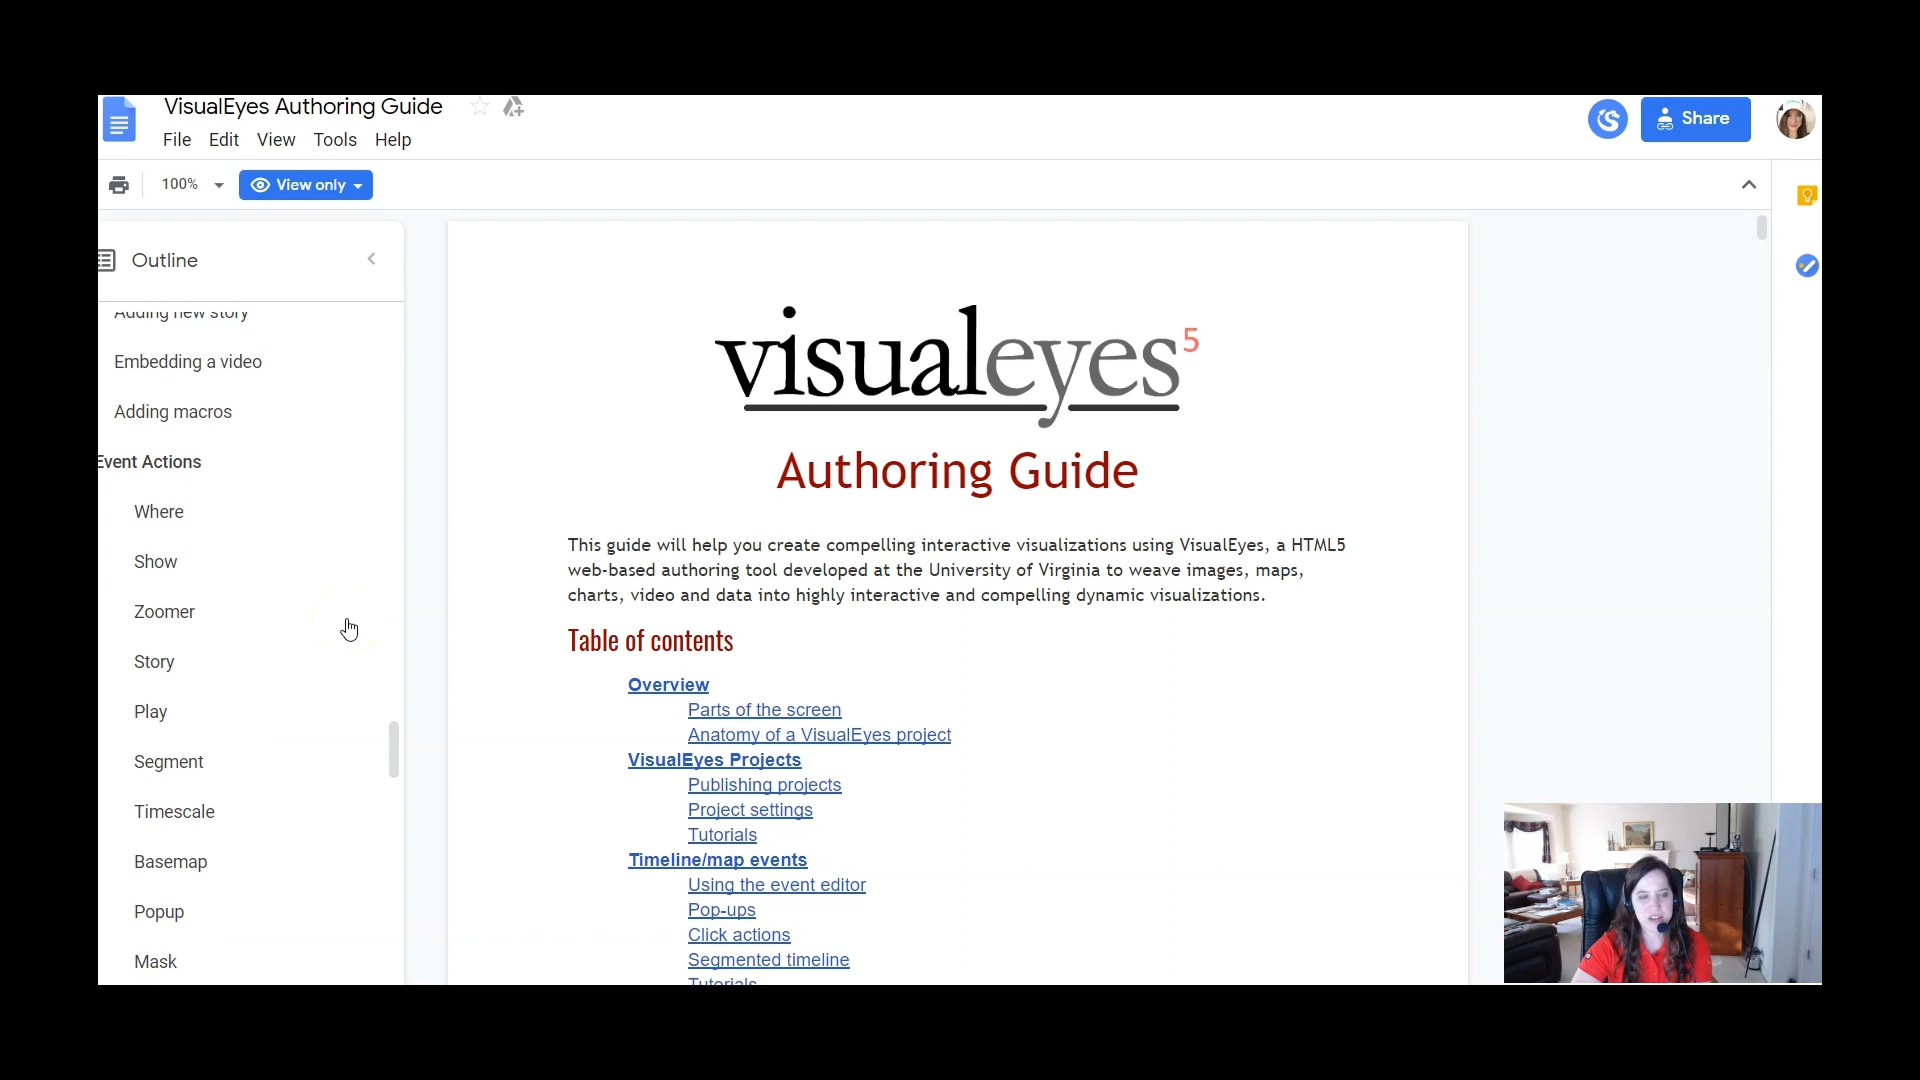 VisualEyes Authoring Guide
File Edit View Tools Help
Share
100%
View only
Outline
Adding new story
Embedding a video
Adding macros
Event Actions
Where
Show
Zoomer
Story
Play
Segment
Timescale
Basemap
Popup
Mask
visualeyes5
Authoring Guide
This guide will help you create compelling interactive visualizations using VisualEyes, a HTML5
web-based authoring tool developed at the University of Virginia to weave images, maps,
charts, video and data into highly interactive and compelling dynamic visualizations.
Table of contents
Overview
Parts of the screen
Anatomy of a VisualEyes project
VisualEyes Projects
Publishing projects
Project settings
Tutorials
Timeline/map events
Using the event editor
Pop-ups
Click actions
Segmented timeline
Tutorials